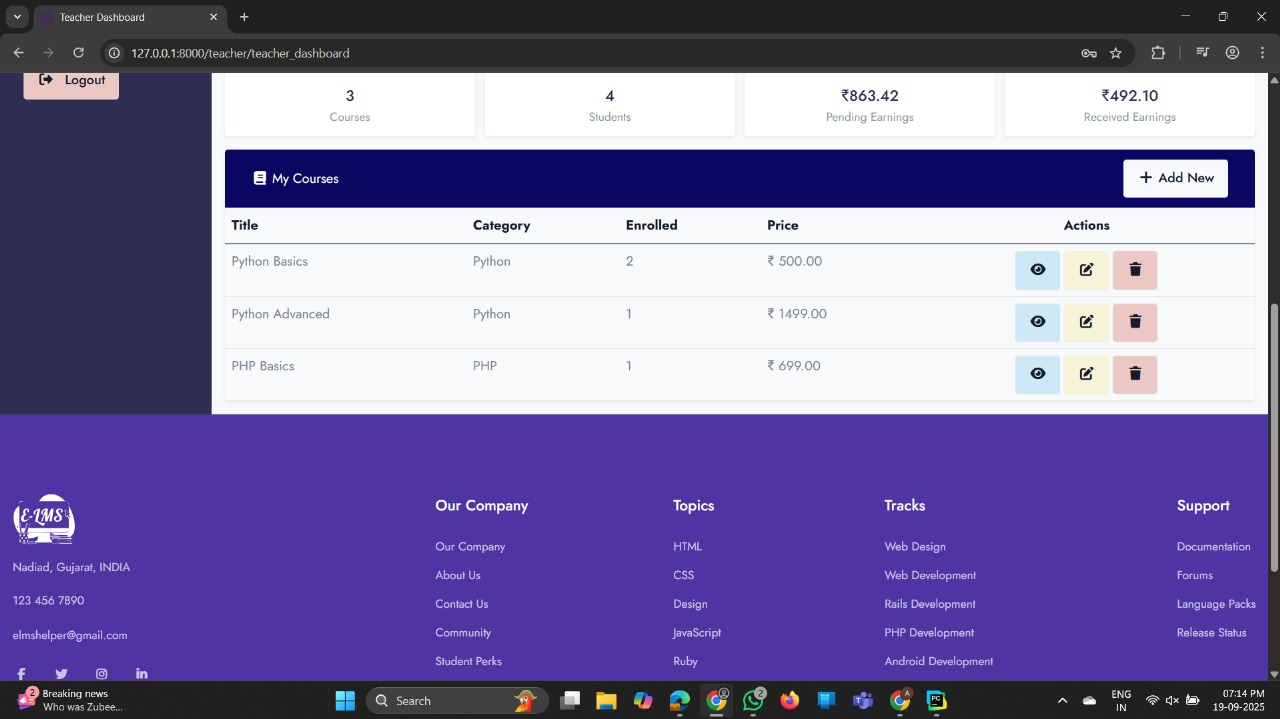 Teacher Dashboard
127.0.0.1:8000/teacher/teacher_dashboard
Logout
3 4 ₹863.42 ₹492.10
Courses Students Pending Earnings Received Earnings
My Courses + Add New
Title Category Enrolled Price Actions
Python Basics Python 2 ₹ 500.00
Python Advanced Python 1 ₹ 1499.00
PHP Basics PHP 1 ₹ 699.00
E-LMS
Our Company Topics Tracks Support
Our Company HTML Web Design Documentation
Nadiad, Gujarat, INDIA
About Us CSS Web Development Forums
123 456 7890
Contact Us Design Rails Development Language Packs
elmshelper@gmail.com
Community JavaScript PHP Development Release Status
Student Perks Ruby Android Development
2 Breaking news
Who was Zubee...
Search
2
A
PC
ENG
IN
07:14 PM
19-09-2025